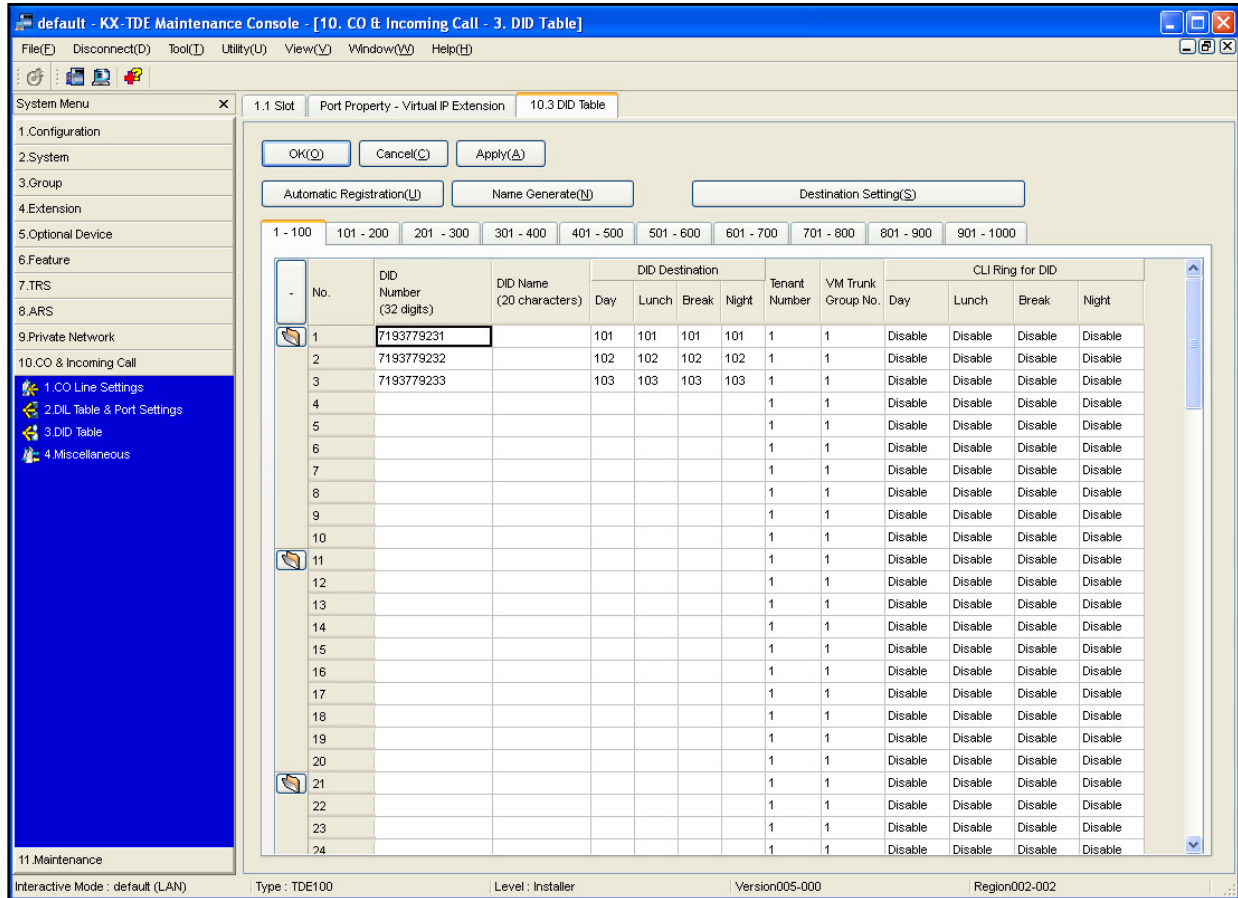 default - KX-TDE Maintenance Console - [10. CO & Incoming Call - 3. DID Table]
File(F) Disconnect(D) Tool(T) Utility(U) View(V) Window(W) Help(H)
System Menu x
1.1 Slot Port Property - Virtual IP Extension 10.3 DID Table
1.Configuration
2.System
3.Group
4.Extension
5.Optional Device
6.Feature
7.TRS
8.ARS
9.Private Network
10.CO & Incoming Call
1.CO Line Settings
2.DIL Table & Port Settings
3.DID Table
4.Miscellaneous
11.Maintenance
OK(O) Cancel(C) Apply(A)
Automatic Registration(U) Name Generate(N) Destination Setting(S)
1 - 100 101 - 200 201 - 300 301 - 400 401 - 500 501 - 600 601 - 700 701 - 800 801 - 900 901 - 1000
- No. DID Number (32 digits) DID Name (20 characters) DID Destination Tenant Number VM Trunk Group No. CLI Ring for DID
Day Lunch Break Night Day Lunch Break Night
1 7193779231 101 101 101 101 1 1 Disable Disable Disable Disable
2 7193779232 102 102 102 102 1 1 Disable Disable Disable Disable
3 7193779233 103 103 103 103 1 1 Disable Disable Disable Disable
4 1 1 Disable Disable Disable Disable
5 1 1 Disable Disable Disable Disable
6 1 1 Disable Disable Disable Disable
7 1 1 Disable Disable Disable Disable
8 1 1 Disable Disable Disable Disable
9 1 1 Disable Disable Disable Disable
10 1 1 Disable Disable Disable Disable
11 1 1 Disable Disable Disable Disable
12 1 1 Disable Disable Disable Disable
13 1 1 Disable Disable Disable Disable
14 1 1 Disable Disable Disable Disable
15 1 1 Disable Disable Disable Disable
16 1 1 Disable Disable Disable Disable
17 1 1 Disable Disable Disable Disable
18 1 1 Disable Disable Disable Disable
19 1 1 Disable Disable Disable Disable
20 1 1 Disable Disable Disable Disable
21 1 1 Disable Disable Disable Disable
22 1 1 Disable Disable Disable Disable
23 1 1 Disable Disable Disable Disable
24 1 1 Disable Disable Disable Disable
Interactive Mode : default (LAN) Type : TDE100 Level : Installer Version005-000 Region002-002